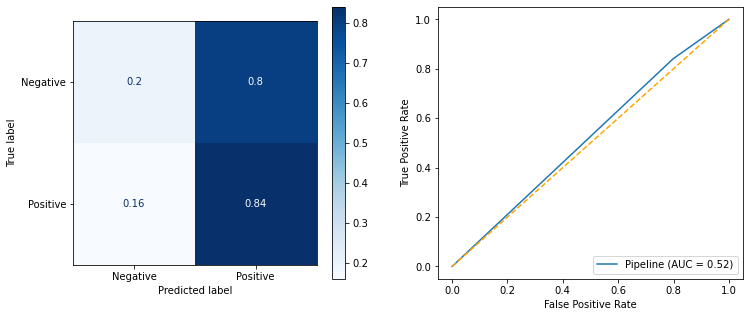 Negative
Positive
True label
0.2
0.8
0.16
0.84
Negative
Positive
Predicted label
0.8
0.7
0.6
0.5
0.4
0.3
0.2
1.0
0.8
0.6
0.4
0.2
0.0
True Positive Rate
Pipeline (AUC = 0.52)
0.0
0.2
0.4
0.6
0.8
1.0
False Positive Rate